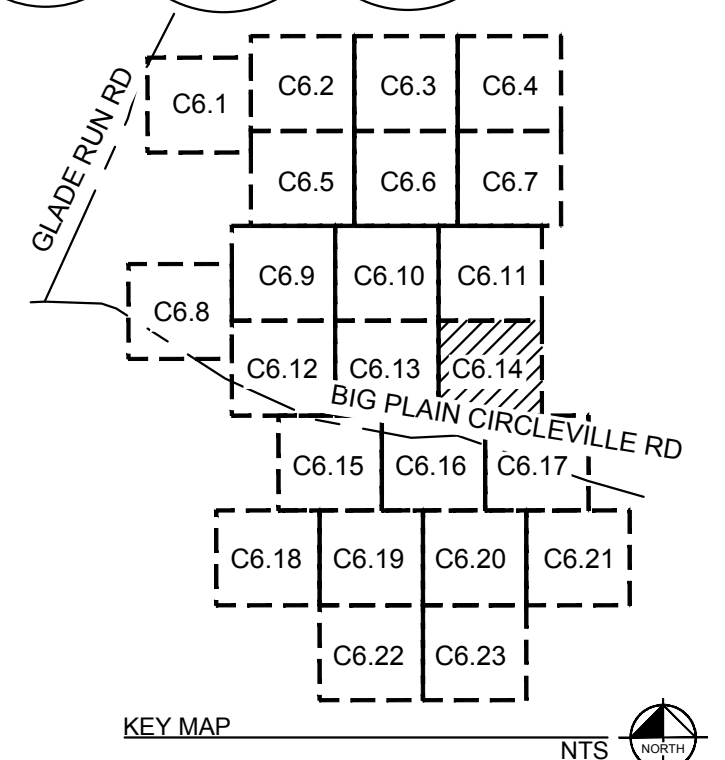 GLADE RUN RD
C6.1
C6.2
C6.3
C6.4
C6.5
C6.6
C6.7
C6.8
C6.9
C6.10
C6.11
C6.12
C6.13
C6.14
BIG PLAIN CIRCLEVILLE RD
C6.15
C6.16
C6.17
C6.18
C6.19
C6.20
C6.21
C6.22
C6.23
KEY MAP
NTS
NORTH